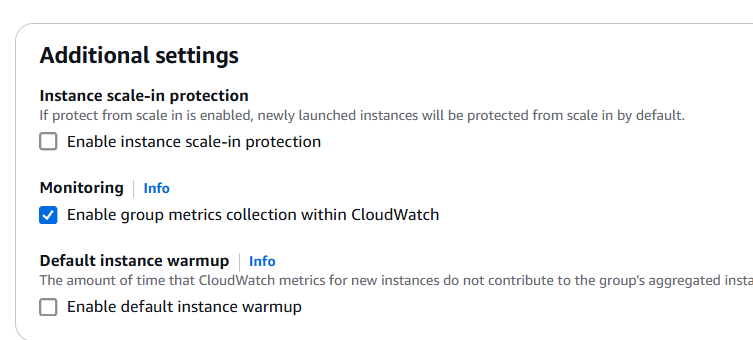 Additional settings
Instance scale-in protection
If protect from scale in is enabled, newly launched instances will be protected from scale in by default.
Enable instance scale-in protection
Monitoring Info
Enable group metrics collection within CloudWatch
Default instance warmup Info
The amount of time that CloudWatch metrics for new instances do not contribute to the group's aggregated
Enable default instance warmup